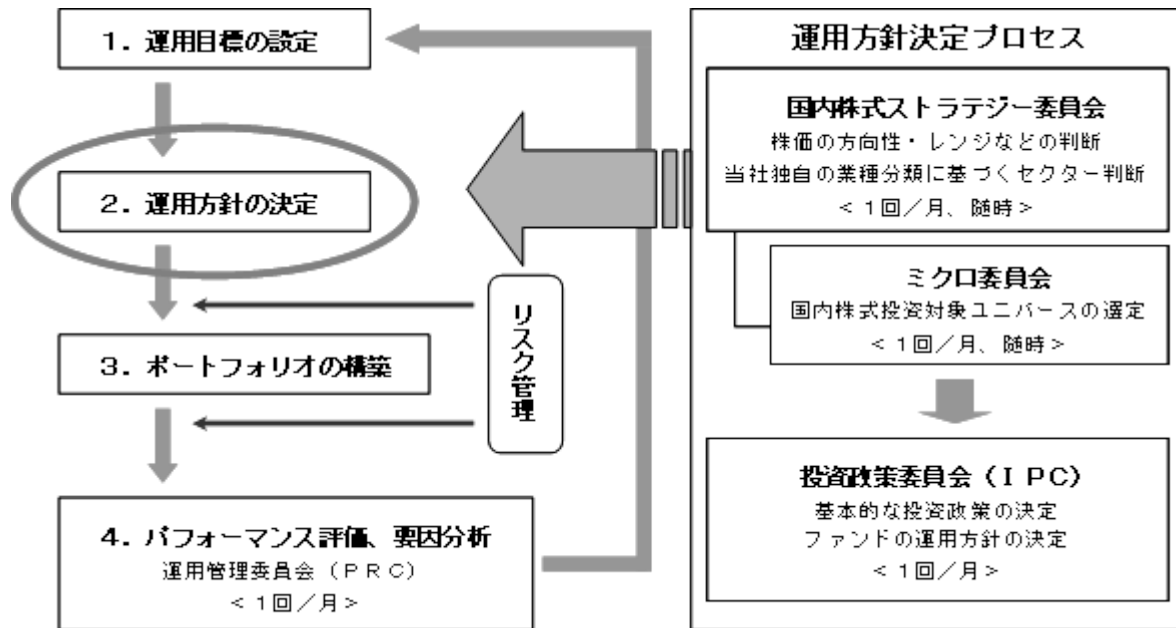 １．運用目標の設定
２．運用方針の決定
３．ポートフォリオの構築
４．パフォーマンス評価、要因分析
運用管理委員会（ＰＲＣ）
＜１回／月＞
リスク管理
運用方針決定プロセス
国内株式ストラテジー委員会
株価の方向性・レンジなどの判断
当社独自の業種分類に基づくセクター判断
＜１回／月、随時＞
ミクロ委員会
国内株式投資対象ユニバースの選定
＜１回／月、随時＞
投資政策委員会（ＩＰＣ）
基本的な投資政策の決定
ファンドの運用方針の決定
＜１回／月＞